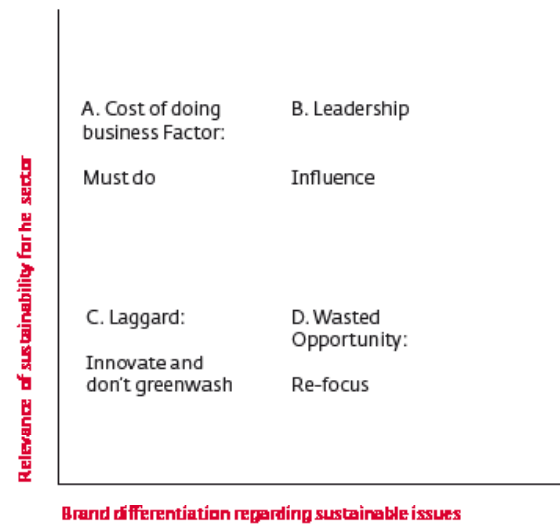 A. Cost of doing
business Factor:
Must do
B. Leadership
Influence
C. Laggard:
Innovate and
don't greenwash
D. Wasted
Opportunity:
Re-focus
Relevance of sustainability for he sector
Brand differentiation regarding sustainable issues